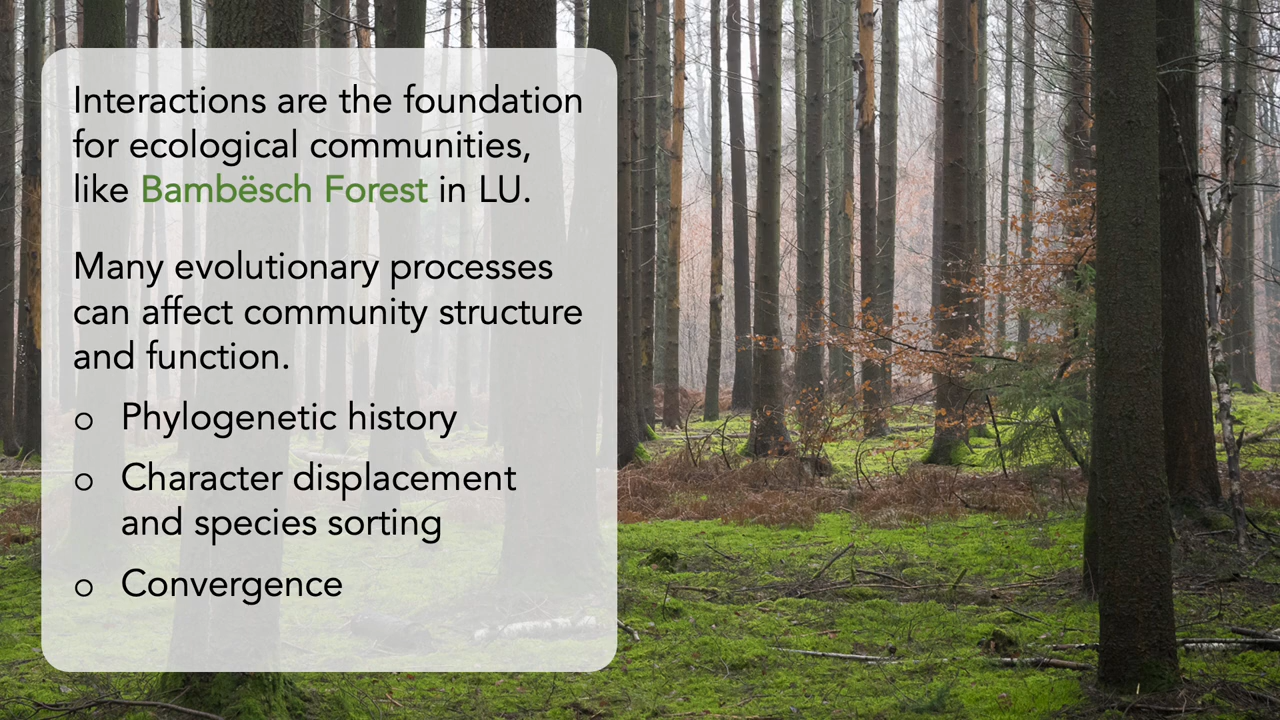 Interactions are the foundation
for ecological communities,
like Bambësch Forest in LU.
Many evolutionary processes
can affect community structure
and function.
o Phylogenetic history
o Character displacement
and species sorting
o Convergence